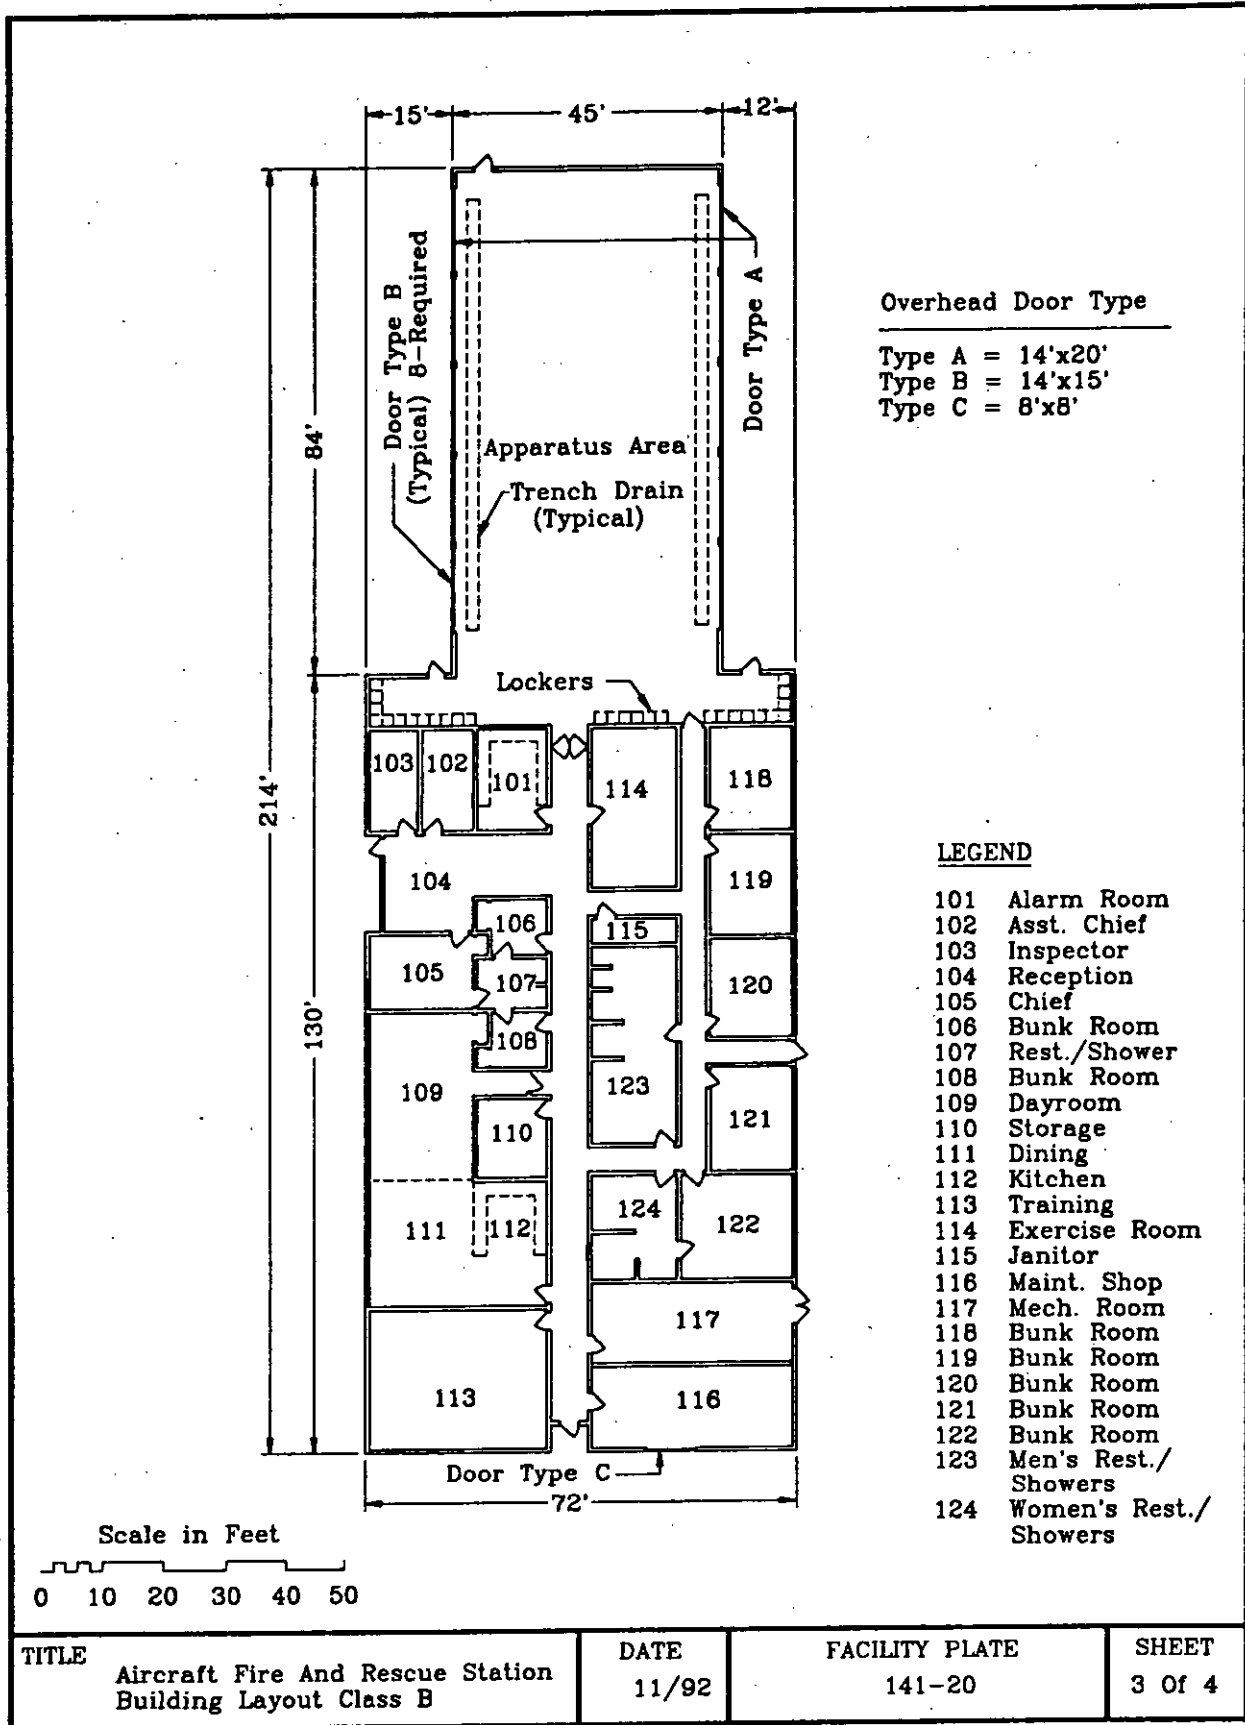 15' 45' 12'
Door Type B
(Typical) 8-Required
Door Type A
84'
214'
130'
Overhead Door Type
Type A = 14'x20'
Type B = 14'x15'
Type C = 8'x8'
Apparatus Area
Trench Drain
(Typical)
Lockers
103 102 101 114 118
104 119
106 115
105 107 120
108
109 123
110 121
111 112 124 122
117
113 116
Door Type C
72'
LEGEND
101 Alarm Room
102 Asst. Chief
103 Inspector
104 Reception
105 Chief
106 Bunk Room
107 Rest./Shower
108 Bunk Room
109 Dayroom
110 Storage
111 Dining
112 Kitchen
113 Training
114 Exercise Room
115 Janitor
116 Maint. Shop
117 Mech. Room
118 Bunk Room
119 Bunk Room
120 Bunk Room
121 Bunk Room
122 Bunk Room
123 Men's Rest./
Showers
124 Women's Rest./
Showers
Scale in Feet
0 10 20 30 40 50
TITLE
Aircraft Fire And Rescue Station
Building Layout Class B
DATE
11/92
FACILITY PLATE
141-20
SHEET
3 Of 4